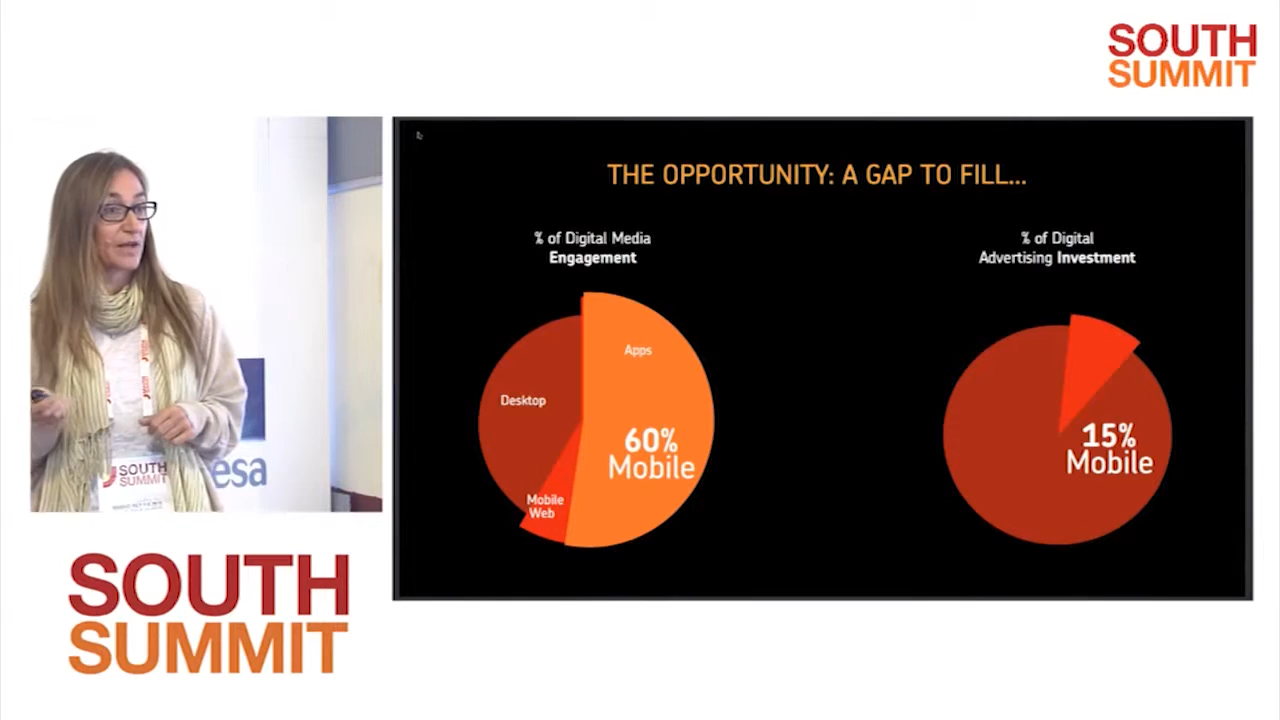 SOUTH
SUMMIT
THE OPPORTUNITY: A GAP TO FILL...
% of Digital Media
Engagement
% of Digital
Advertising Investment
Apps
Desktop
60%
Mobile
Mobile
Web
15%
Mobile
SOUTH
SUMMIT
esa
SOUTH
SUMMIT